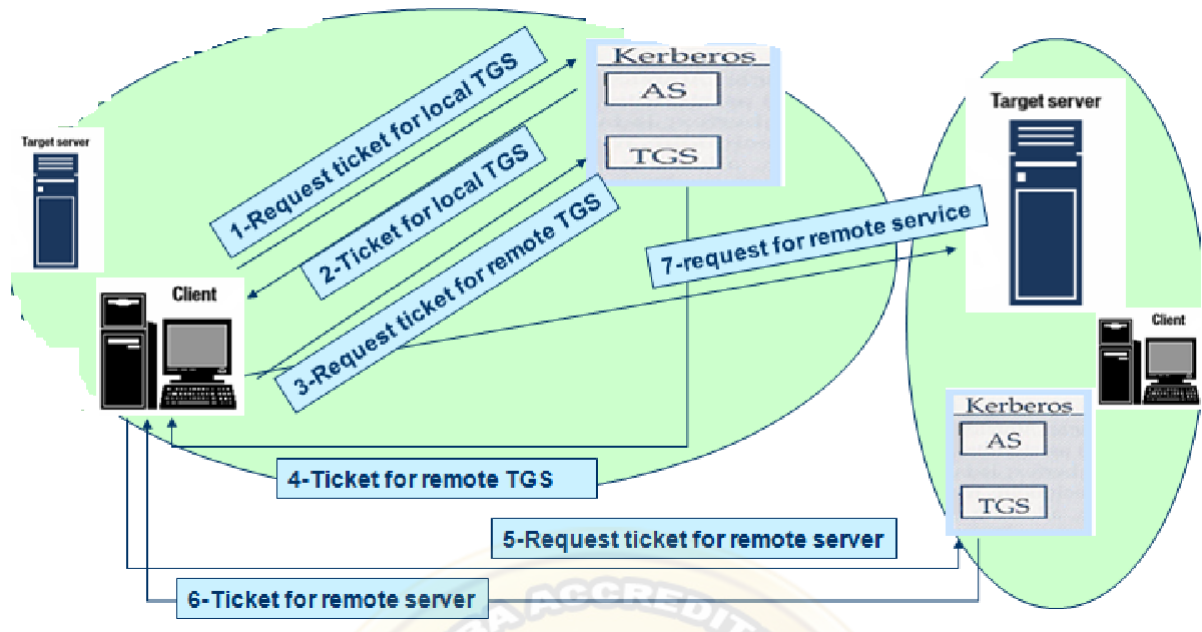 Kerberos
AS
TGS
Target server
Client
1-Request ticket for local TGS
2-Ticket for local TGS
3-Request ticket for remote TGS
7-request for remote service
4-Ticket for remote TGS
5-Request ticket for remote server
6-Ticket for remote server
Target server
Client
Kerberos
AS
TGS
RA ACCREDIT